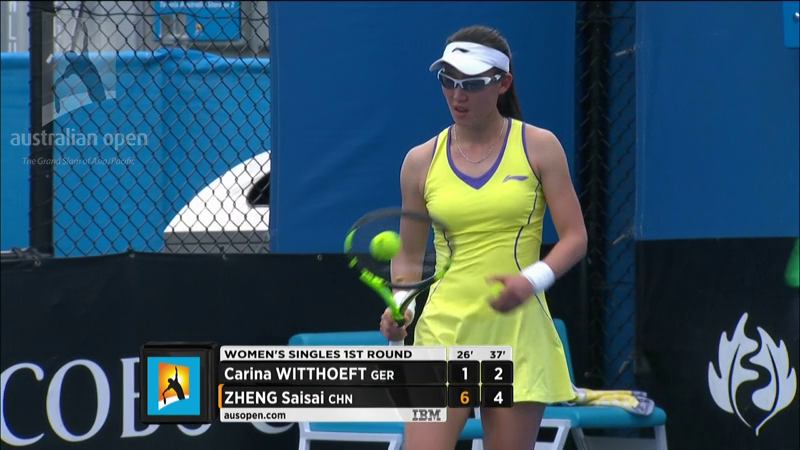 australian open
The Grand Slam of Asia/Pacific
COBS
WOMEN'S SINGLES 1ST ROUND 26' 37'
Carina WITTHOEFT GER 1 2
ZHENG Saisai CHN 6 4
ausopen.com IBM